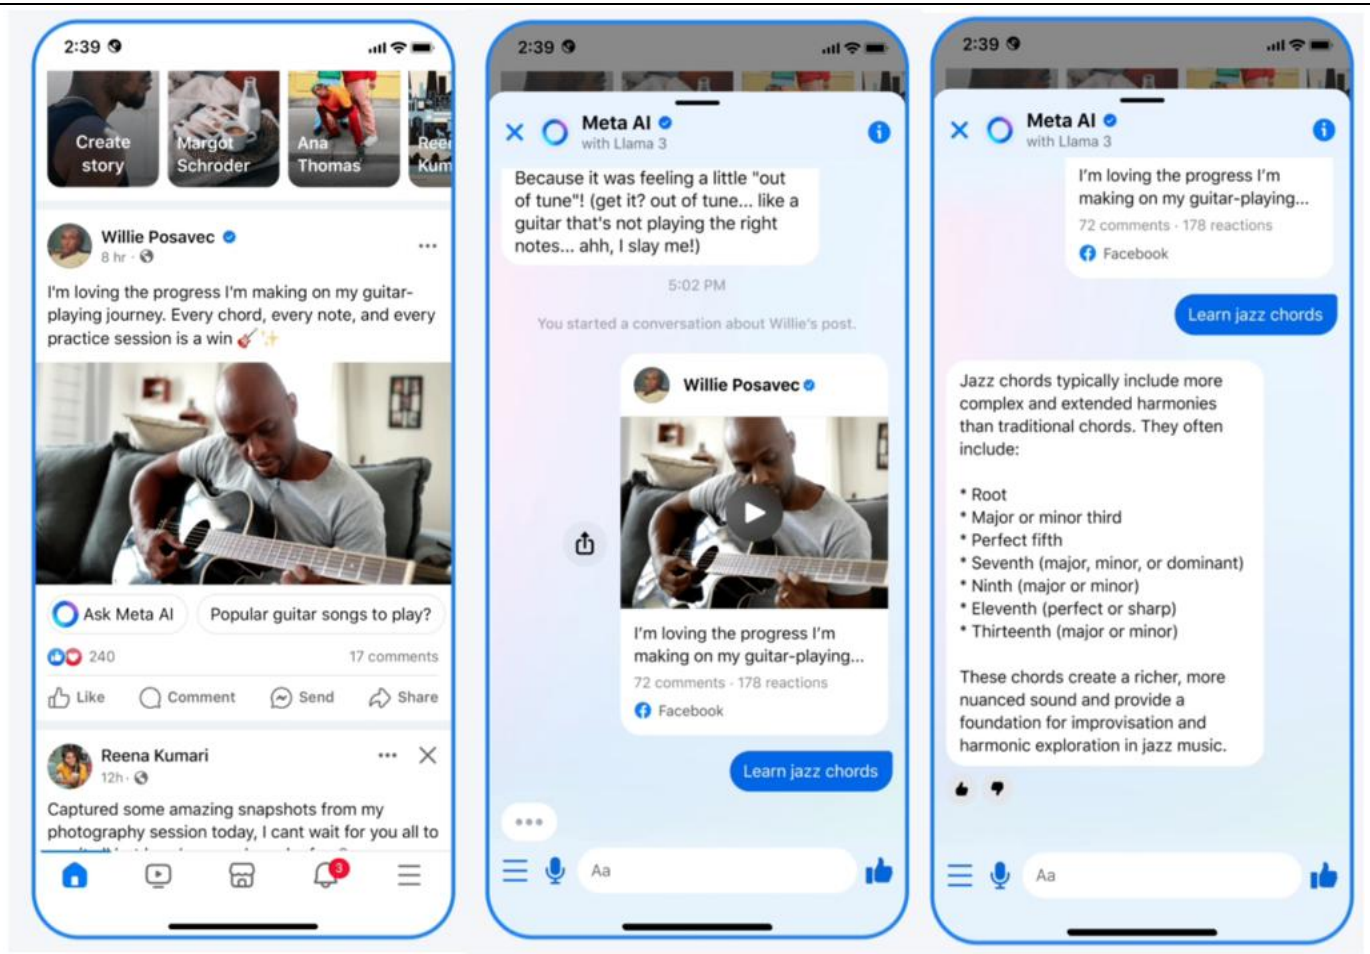 2:39
Create
story
Margot
Schroder
Ana
Thomas
Ree
Kum
Willie Posavec
8 hr ·
I'm loving the progress I'm making on my guitar-
playing journey. Every chord, every note, and every
practice session is a win 🎸✨
Ask Meta AI
Popular guitar songs to play?
240
17 comments
Like
Comment
Send
Share
Reena Kumari
12h ·
Captured some amazing snapshots from my
photography session today, I cant wait for you all to
3
2:39
Meta AI
with Llama 3
Because it was feeling a little "out
of tune"! (get it? out of tune... like a
guitar that's not playing the right
notes... ahh, I slay me!)
5:02 PM
You started a conversation about Willie's post.
Willie Posavec
I'm loving the progress I'm
making on my guitar-playing...
72 comments · 178 reactions
Facebook
Learn jazz chords
Aa
2:39
Meta AI
with Llama 3
I'm loving the progress I'm
making on my guitar-playing...
72 comments · 178 reactions
Facebook
Learn jazz chords
Jazz chords typically include more
complex and extended harmonies
than traditional chords. They often
include:
* Root
* Major or minor third
* Perfect fifth
* Seventh (major, minor, or dominant)
* Ninth (major or minor)
* Eleventh (perfect or sharp)
* Thirteenth (major or minor)
These chords create a richer, more
nuanced sound and provide a
foundation for improvisation and
harmonic exploration in jazz music.
Aa